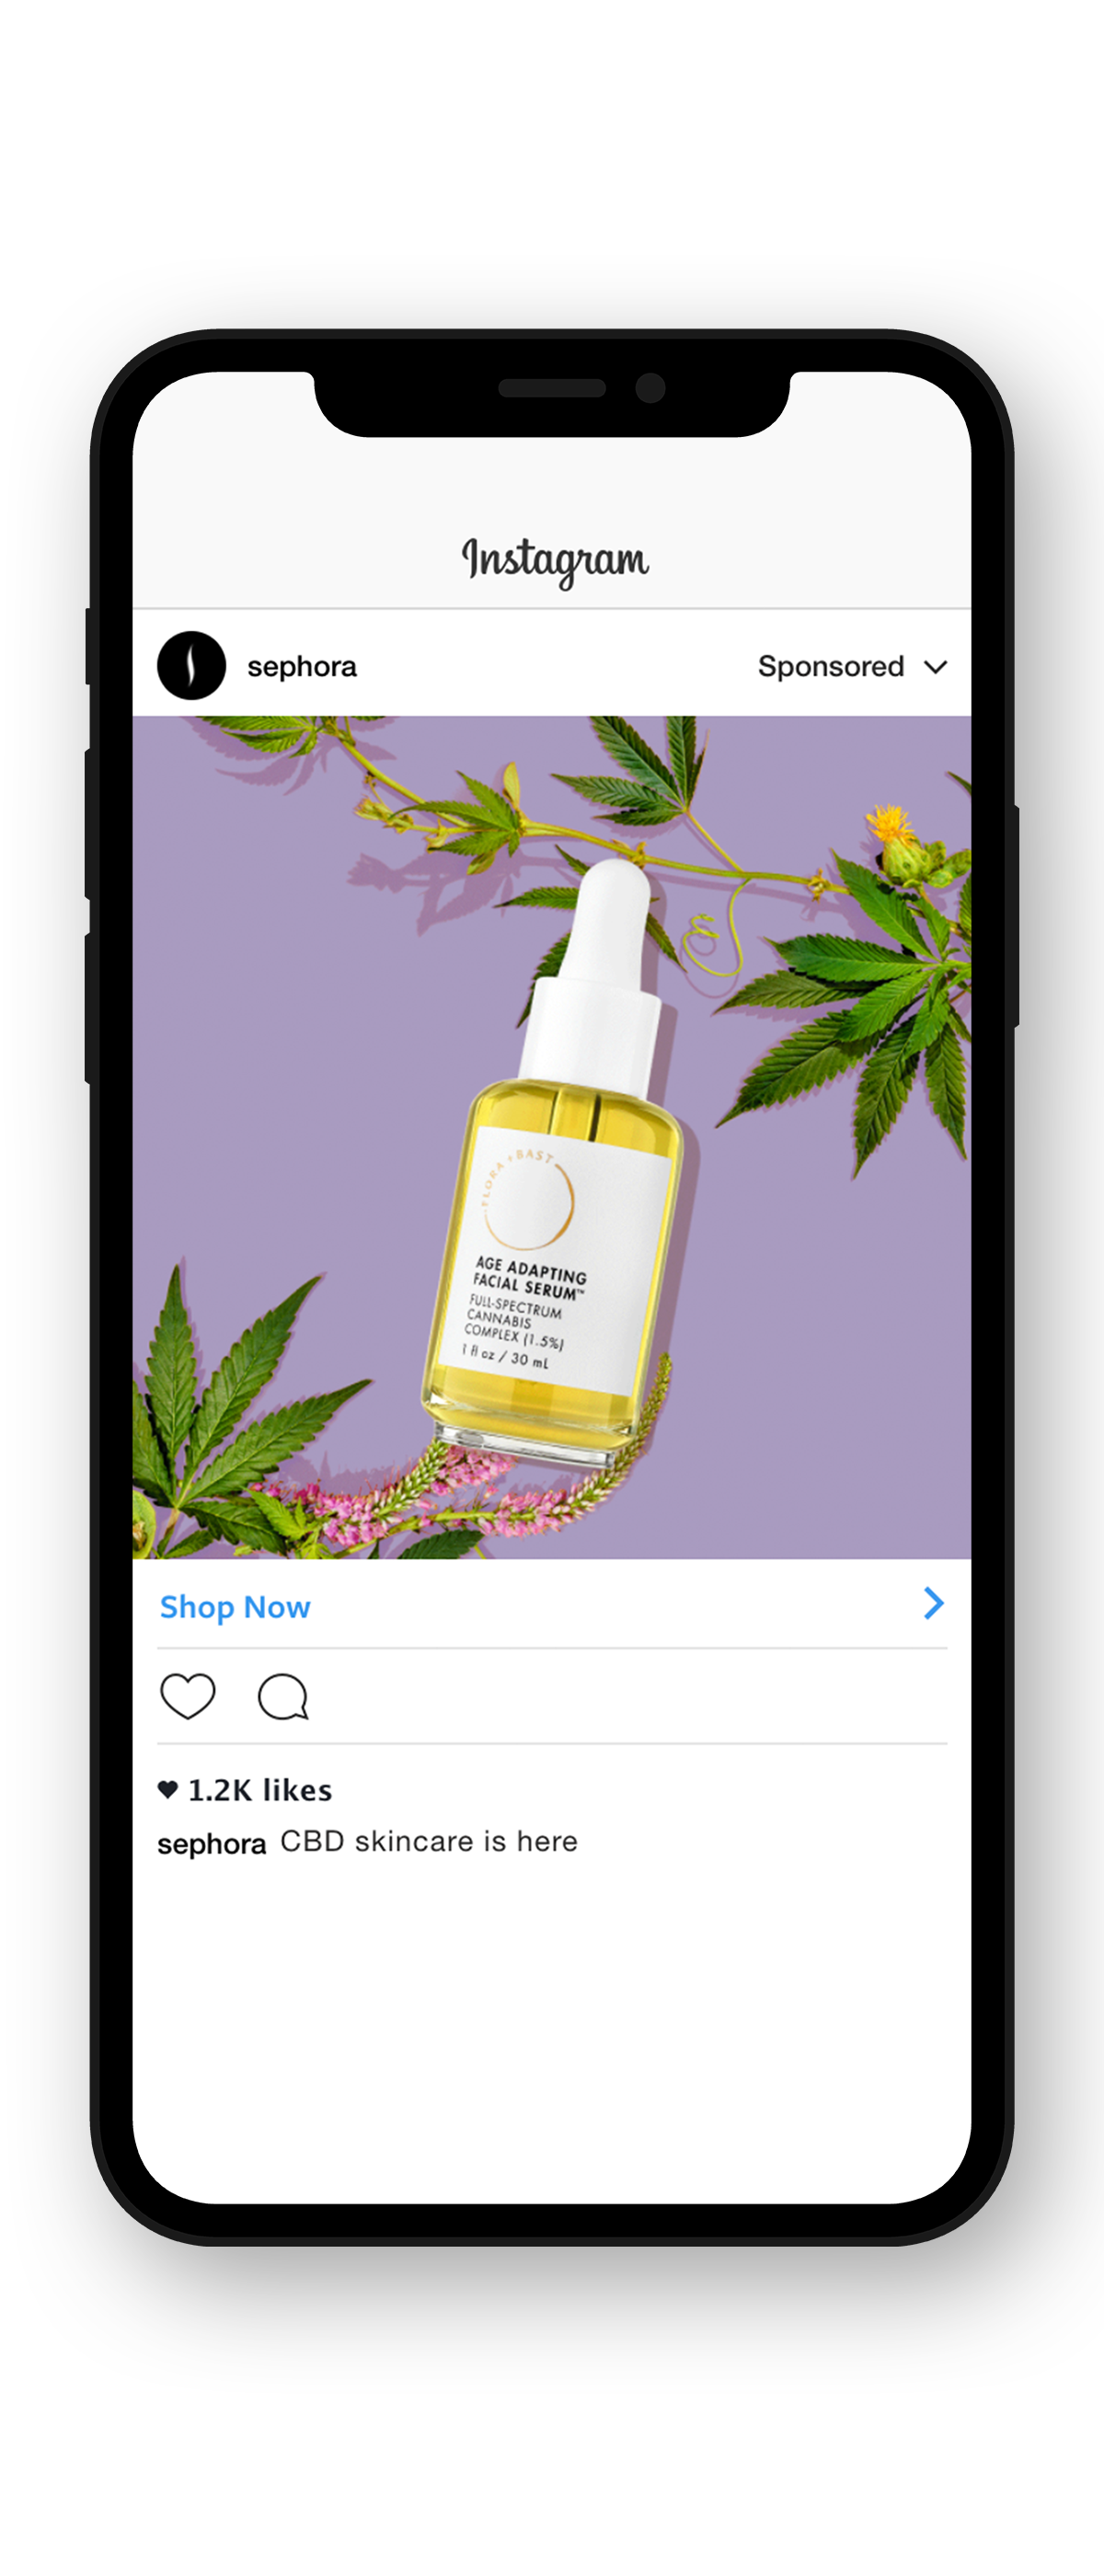 Instagram
sephora
Sponsored
FLORA + BAST
AGE ADAPTING
FACIAL SERUM™
FULL-SPECTRUM
CANNABIS
COMPLEX (1.5%)
1 fl oz / 30 mL
Shop Now
1.2K likes
sephora CBD skincare is here